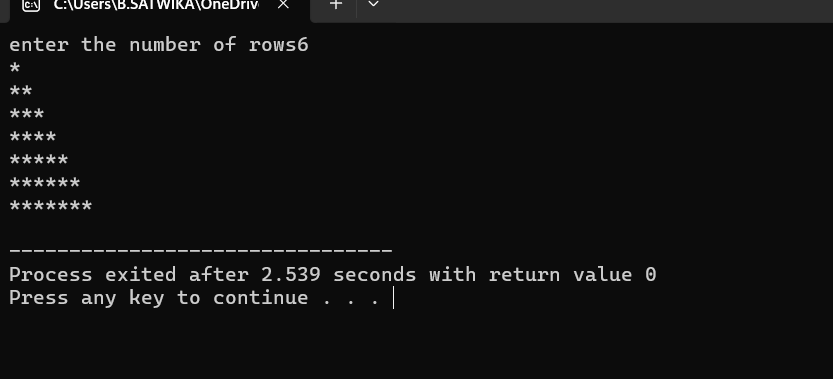 C:\Users\B.SATWIKA\OneDriv
enter the number of rows6
*
**
***
****
*****
******
*******
--------------------------------
Process exited after 2.539 seconds with return value 0
Press any key to continue . . .